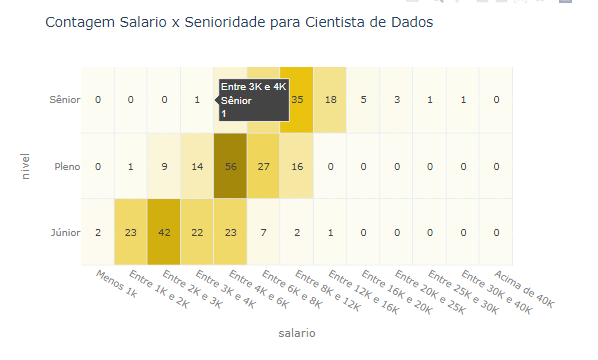 Contagem Salario x Senioridade para Cientista de Dados
nivel
Sênior 0 0 0 1 35 18 5 3 1 1 0
Entre 3K e 4K
Sênior
1
Pleno 0 1 9 14 56 27 16 0 0 0 0 0 0
Júnior 2 23 42 22 23 7 2 1 0 0 0 0 0
Menos 1k
Entre 1K e 2K
Entre 2K e 3K
Entre 3K e 4K
Entre 4K e 6K
Entre 6K e 8K
Entre 8K e 12K
Entre 12K e 16K
Entre 16K e 20K
Entre 20K e 25K
Entre 25K e 30K
Entre 30K e 40K
Acima de 40K
salario